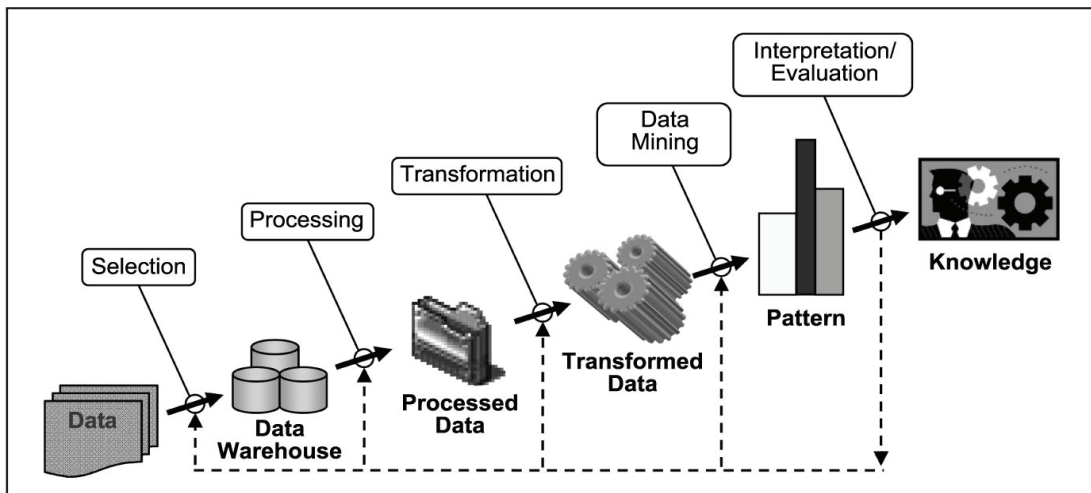 Interpretation/
Evaluation
Data
Mining
Transformation
Processing
Selection
Data
Data
Warehouse
Processed
Data
Transformed
Data
Pattern
Knowledge